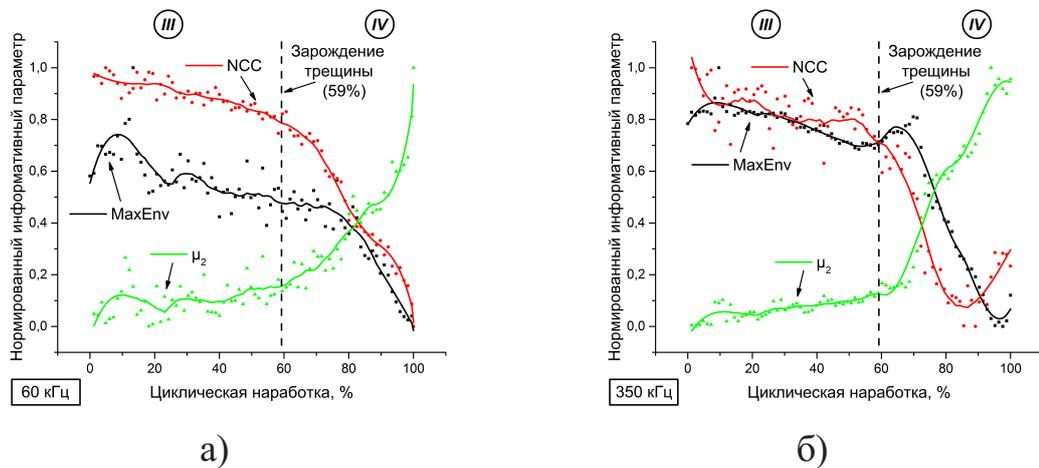 III
IV
Нормированный информативный параметр
1,0
0,8
0,6
0,4
0,2
0,0
NCC
Зарождение
трещины
(59%)
MaxEnv
μ2
0
20
40
60
80
100
60 кГц
Циклическая наработка, %
а)
III
IV
Нормированный информативный параметр
1,0
0,8
0,6
0,4
0,2
0,0
NCC
Зарождение
трещины
(59%)
MaxEnv
μ2
0
20
40
60
80
100
350 кГц
Циклическая наработка, %
б)